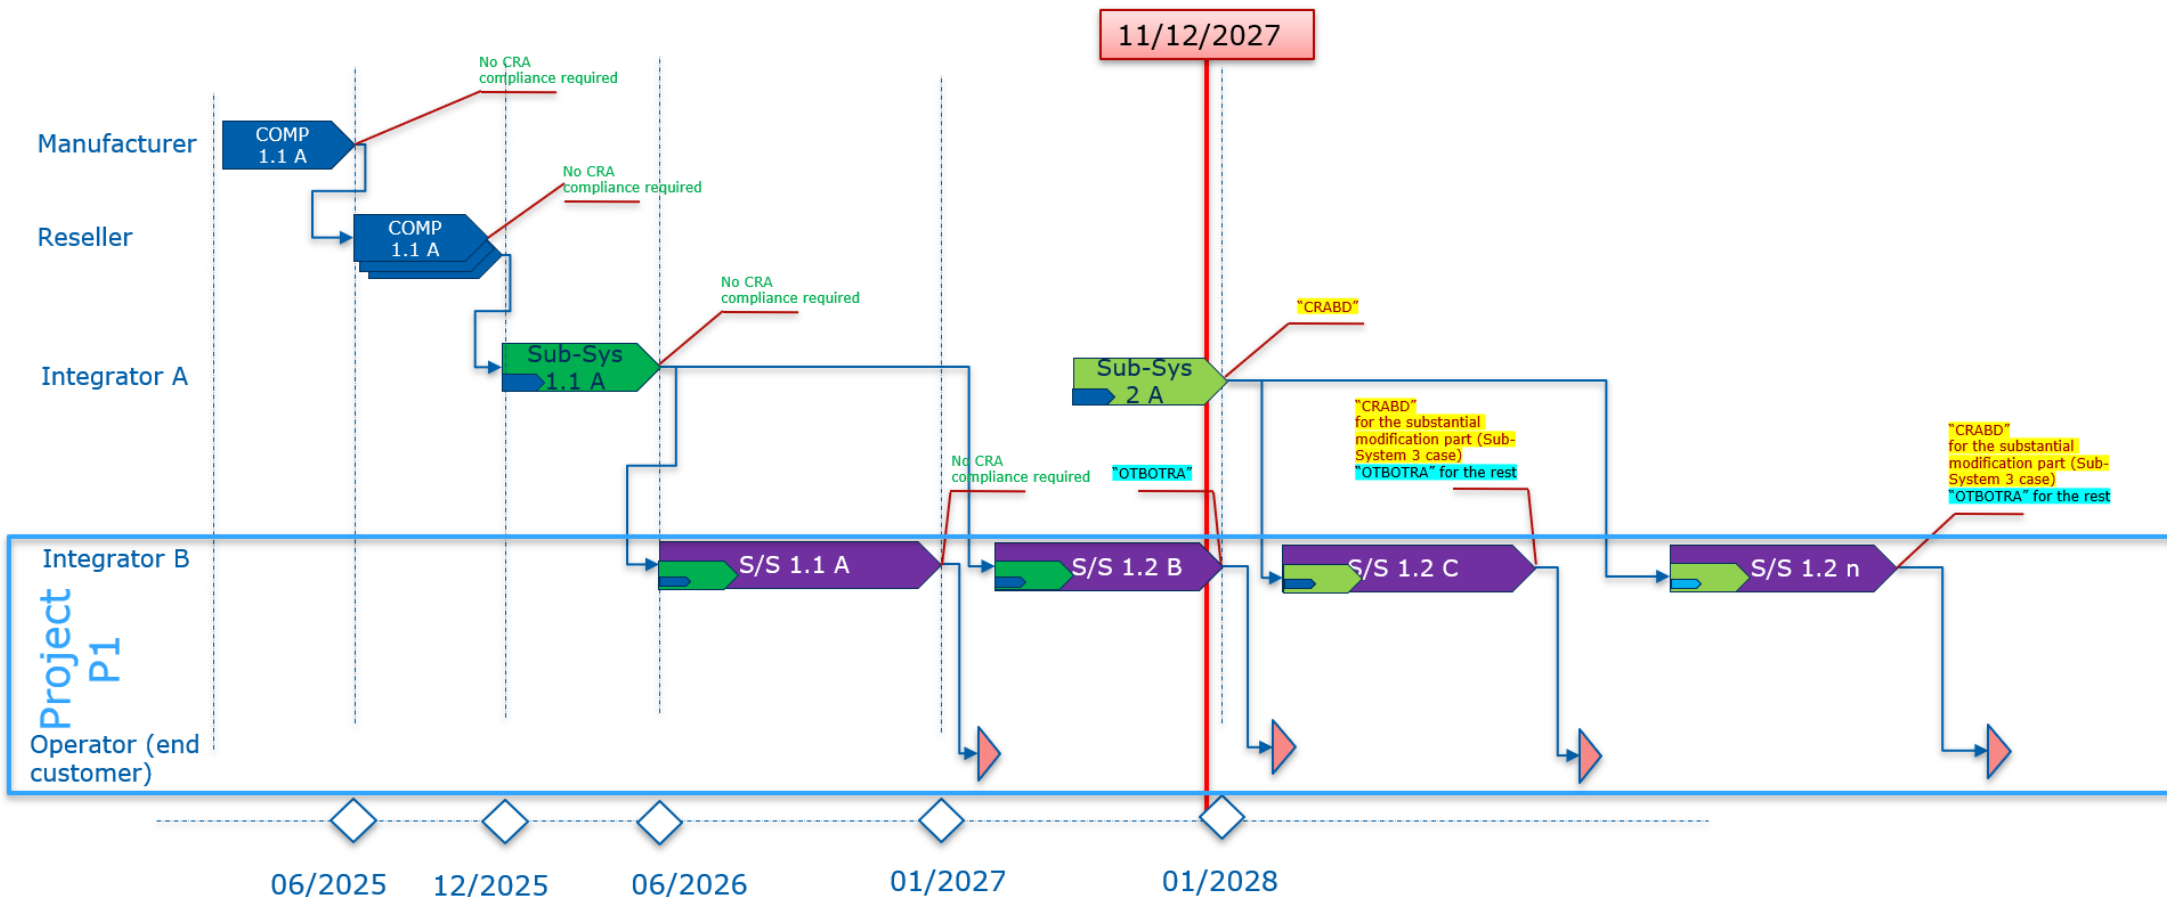 11/12/2027
No CRA
compliance required
Manufacturer
COMP
1.1 A
No CRA
compliance required
Reseller
COMP
1.1 A
No CRA
compliance required
"CRABD"
Integrator A
Sub-Sys
1.1 A
Sub-Sys
2 A
"CRABD"
for the substantial
modification part (Sub-
System 3 case)
"OTBOTRA" for the rest
"CRABD"
for the substantial
modification part (Sub-
System 3 case)
"OTBOTRA" for the rest
No CRA
compliance required
"OTBOTRA"
Integrator B
S/S 1.1 A
S/S 1.2 B
S/S 1.2 C
S/S 1.2 n
Project
P1
Operator (end
customer)
06/2025
12/2025
06/2026
01/2027
01/2028